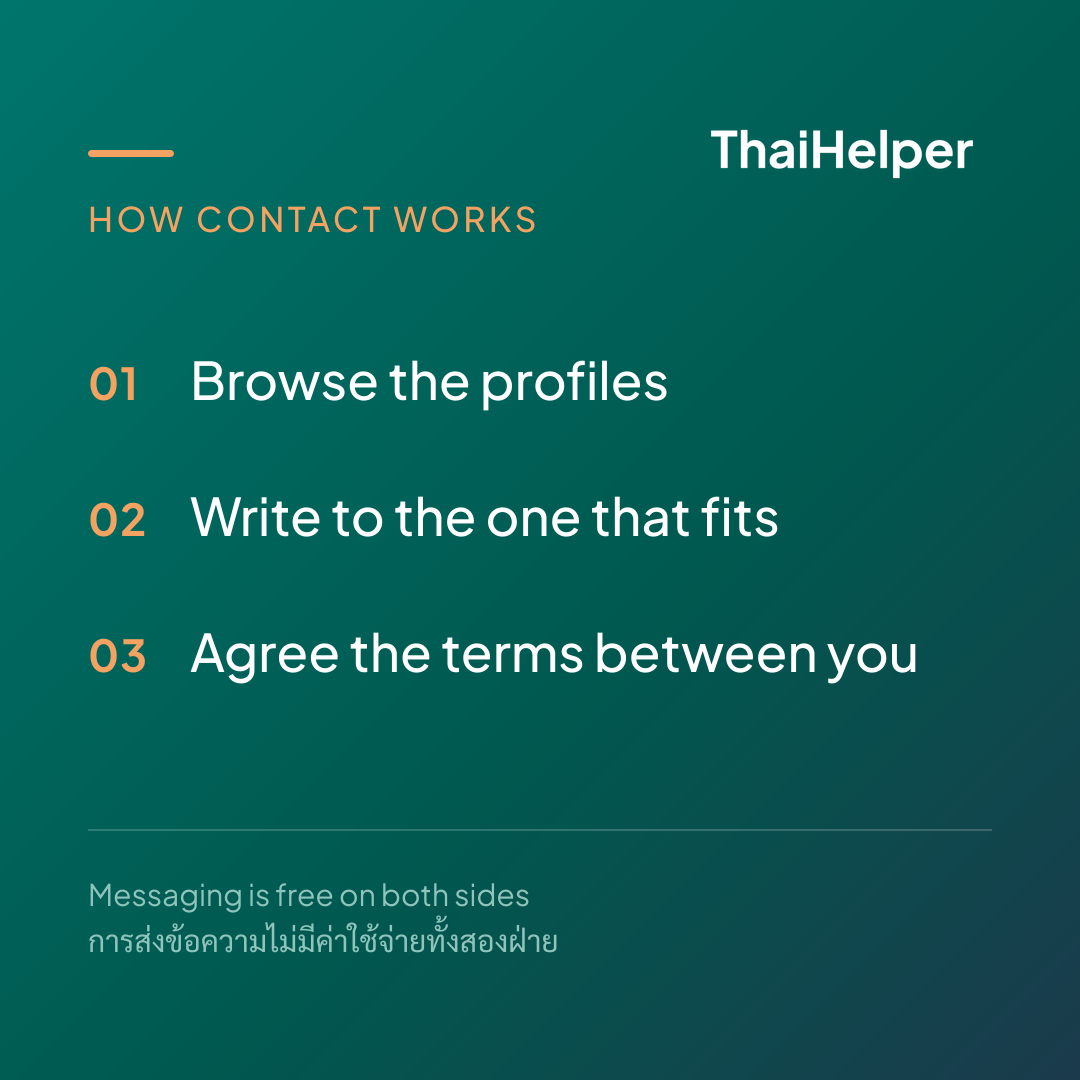 ThaiHelper
HOW CONTACT WORKS
01 Browse the profiles
02 Write to the one that fits
03 Agree the terms between you
Messaging is free on both sides
การส่งข้อความไม่มีค่าใช้จ่ายทั้งสองฝ่าย